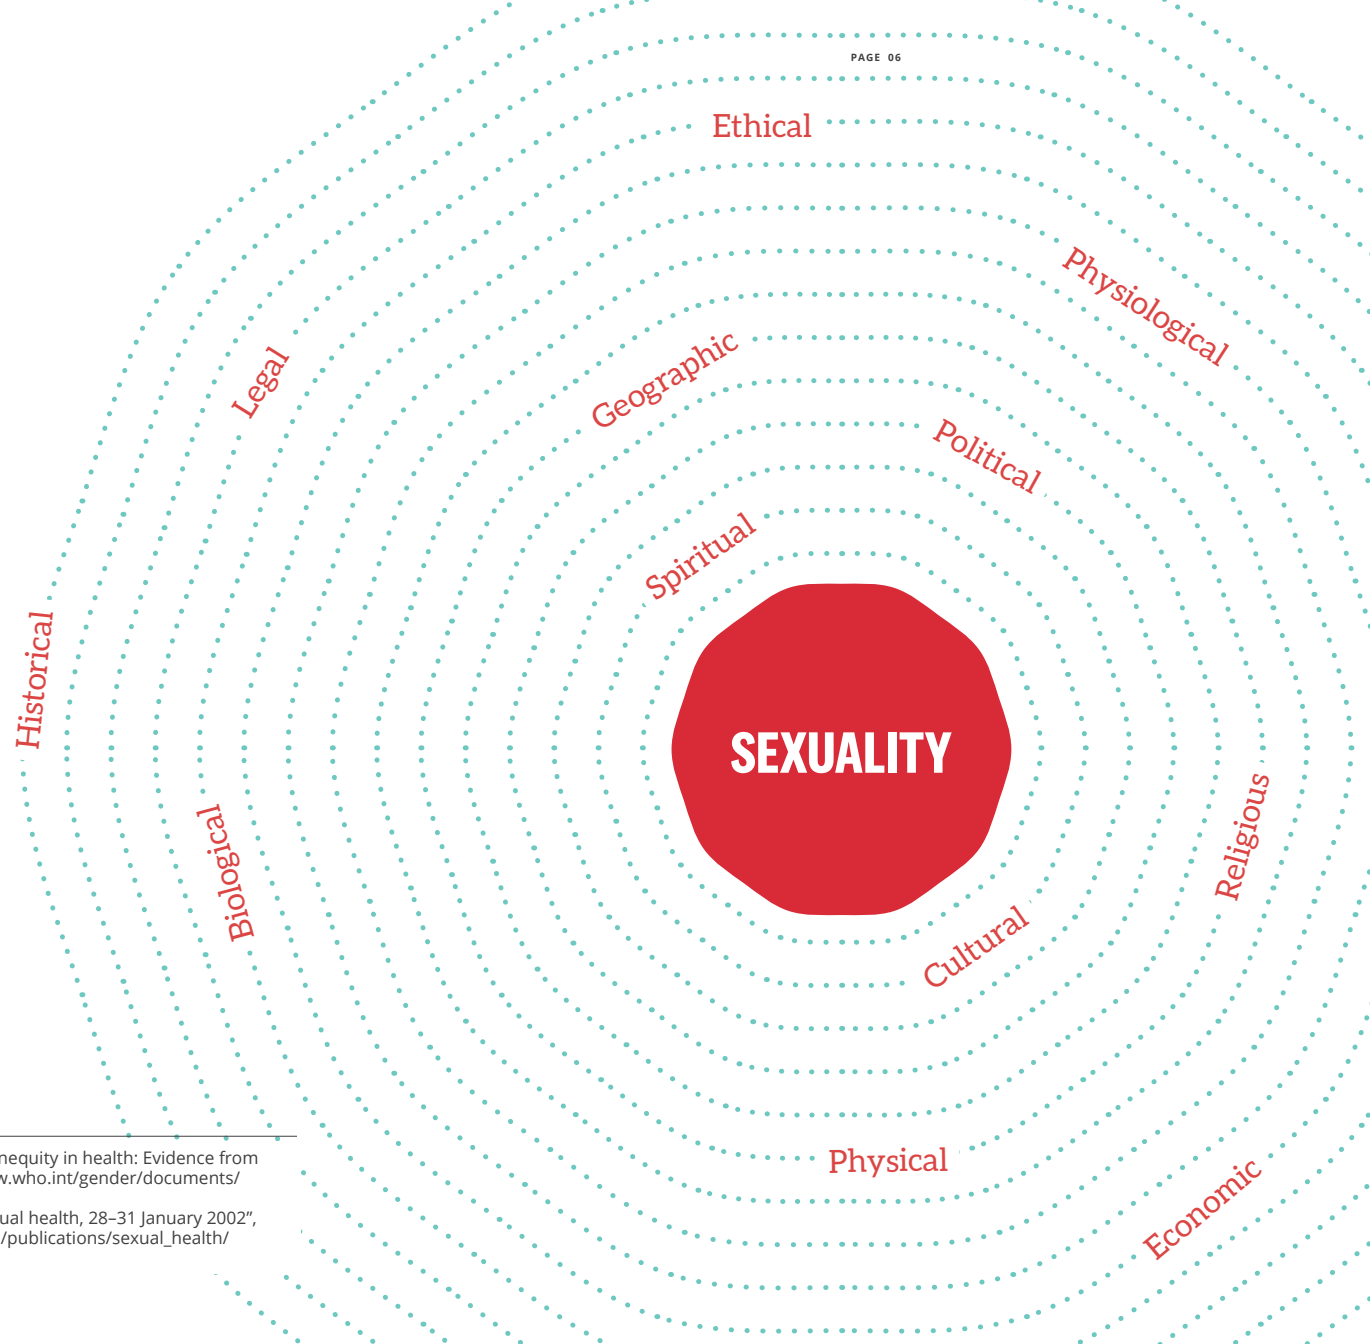 PAGE 06
Ethical
Physiological
Geographic
Legal
Political
Spiritual
Historical
SEXUALITY
Religious
Biological
Cultural
Physical
Economic
nequity in health: Evidence from
w.who.int/gender/documents/
ual health, 28–31 January 2002”,
/publications/sexual_health/